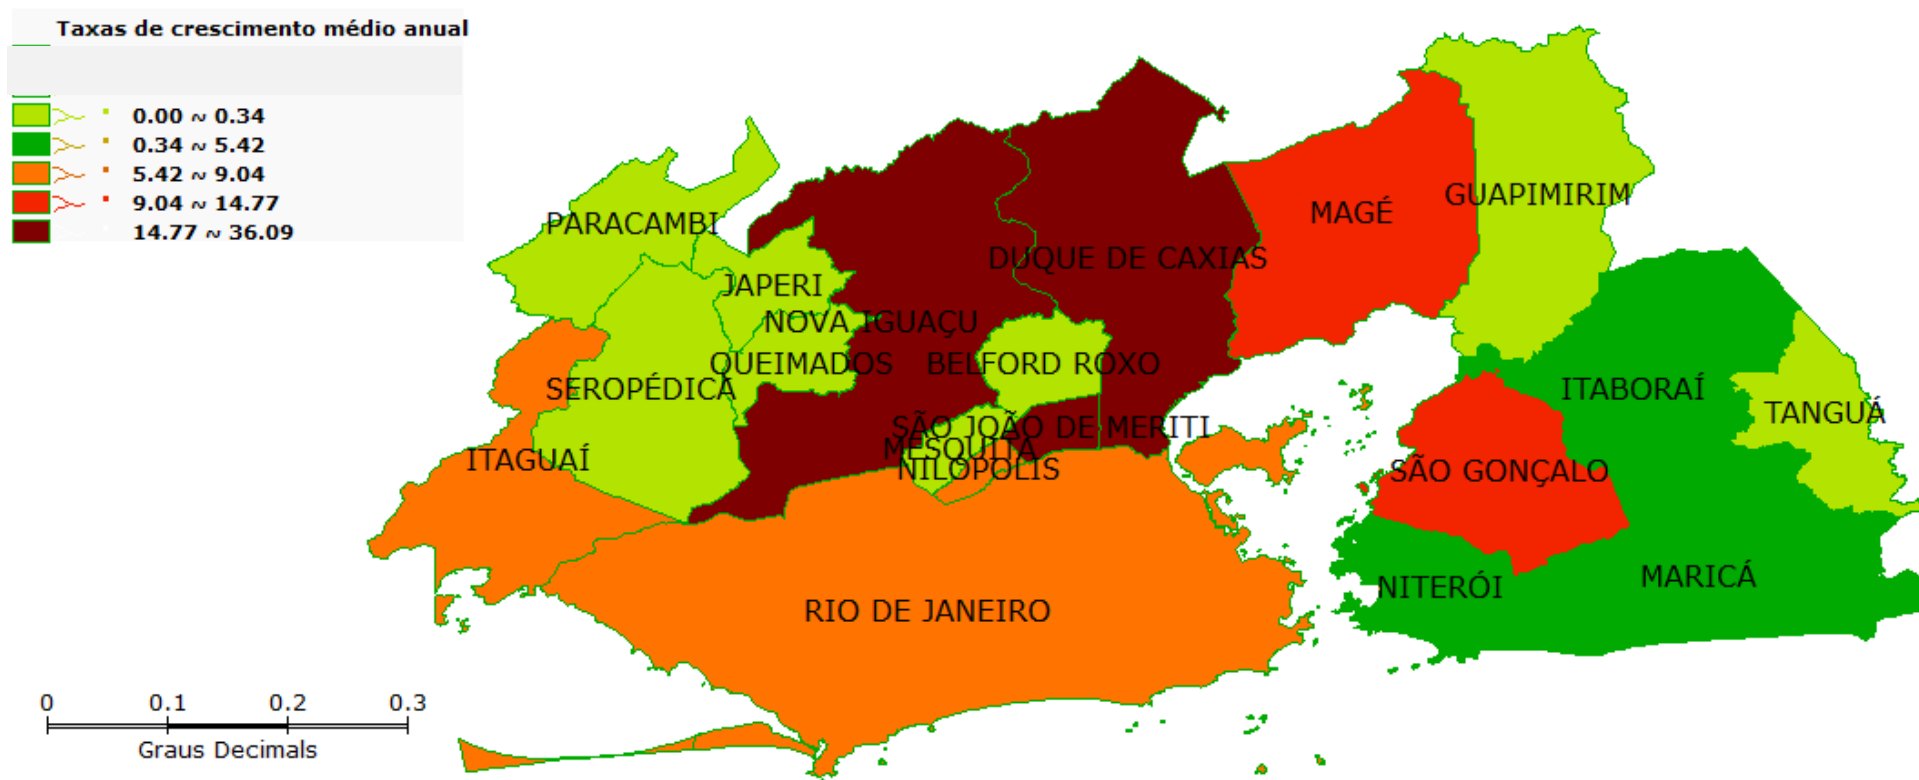 Taxas de crescimento médio anual
0.00 ~ 0.34
0.34 ~ 5.42
5.42 ~ 9.04
9.04 ~ 14.77
14.77 ~ 36.09
GUAPIMIRIM
MAGÉ
PARACAMBI
DUQUE DE CAXIAS
JAPERI
NOVA IGUAÇU
QUEIMADOS
BELFORD ROXO
SEROPÉDICA
ITABORAÍ
TANGUÁ
SÃO JOÃO DE MERITI
MESQUITA
ITAGUAÍ
NILOPOLIS
SÃO GONÇALO
MARICÁ
NITERÓI
RIO DE JANEIRO
0 0.1 0.2 0.3
Graus Decimals